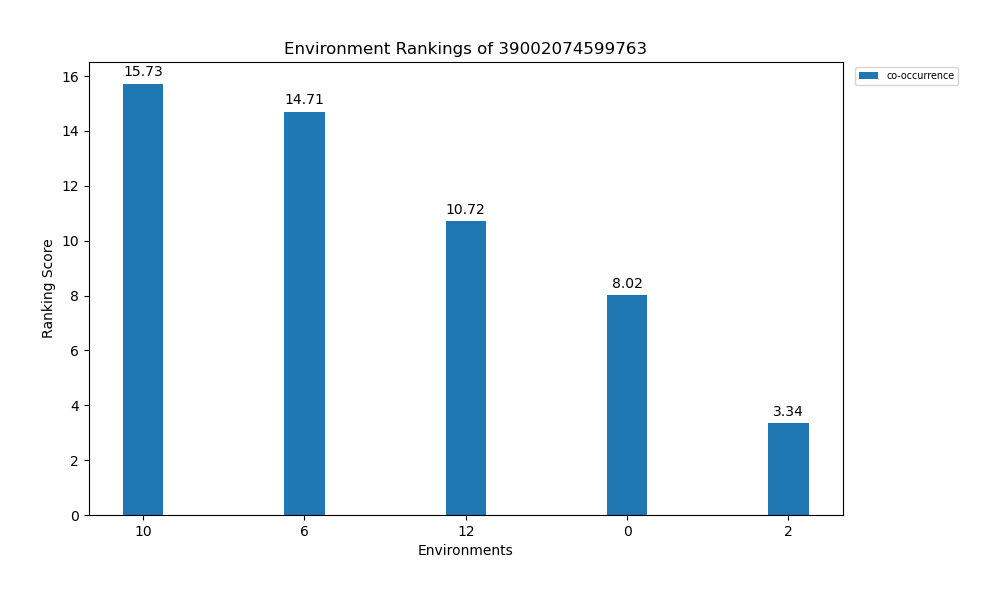 Environment Rankings of 39002074599763
co-occurrence
Ranking Score
16
14
12
10
8
6
4
2
0
15.73
14.71
10.72
8.02
3.34
10 6 12 0 2
Environments